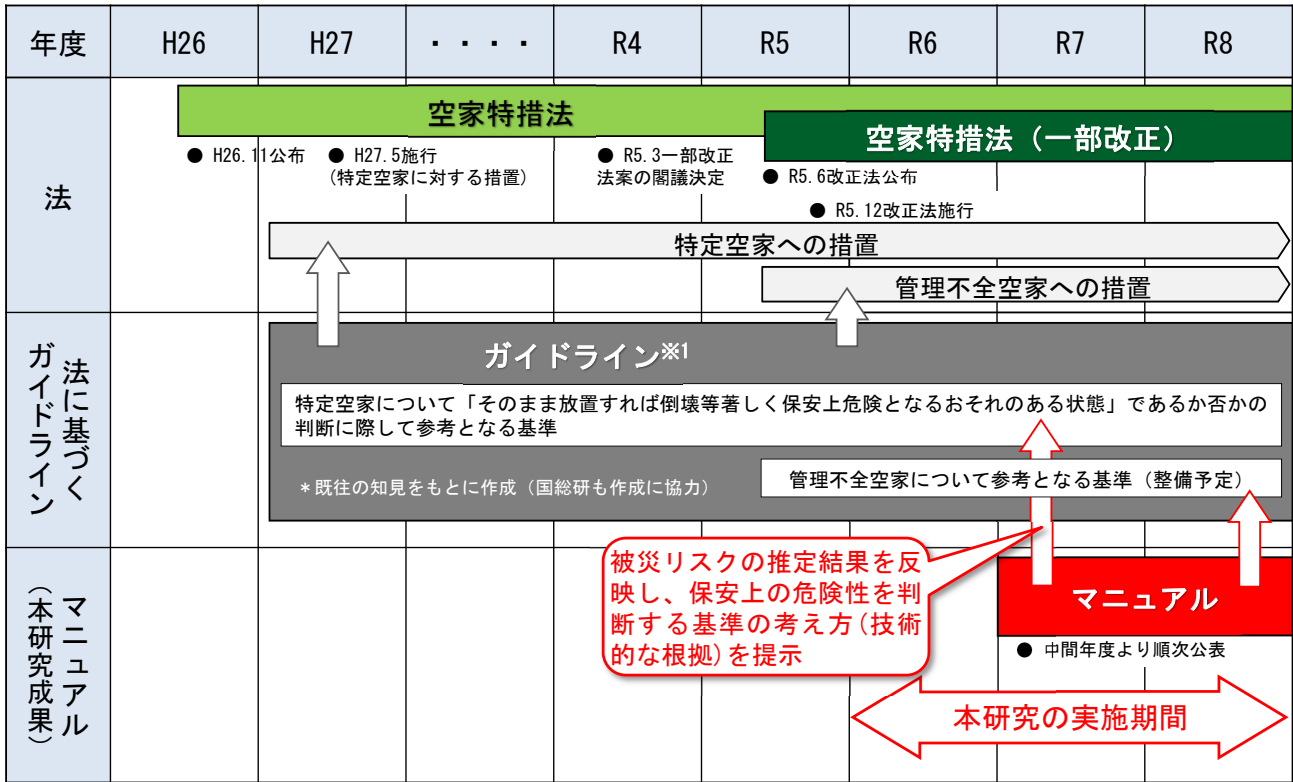 年度 H26 H27 ・・・・ R4 R5 R6 R7 R8
法
空家特措法
空家特措法（一部改正）
● H26.11公布
● H27.5施行
(特定空家に対する措置)
● R5.3一部改正
法案の閣議決定
● R5.6改正法公布
● R5.12改正法施行
特定空家への措置
管理不全空家への措置
法に基づく
ガイドライン
ガイドライン※1
特定空家について「そのまま放置すれば倒壊等著しく保安上危険となるおそれのある状態」であるか否かの
判断に際して参考となる基準
＊既往の知見をもとに作成（国総研も作成に協力）
管理不全空家について参考となる基準（整備予定）
マニュアル
（本研究成果）
被災リスクの推定結果を反
映し、保安上の危険性を判
断する基準の考え方(技術
的な根拠)を提示
マニュアル
● 中間年度より順次公表
本研究の実施期間